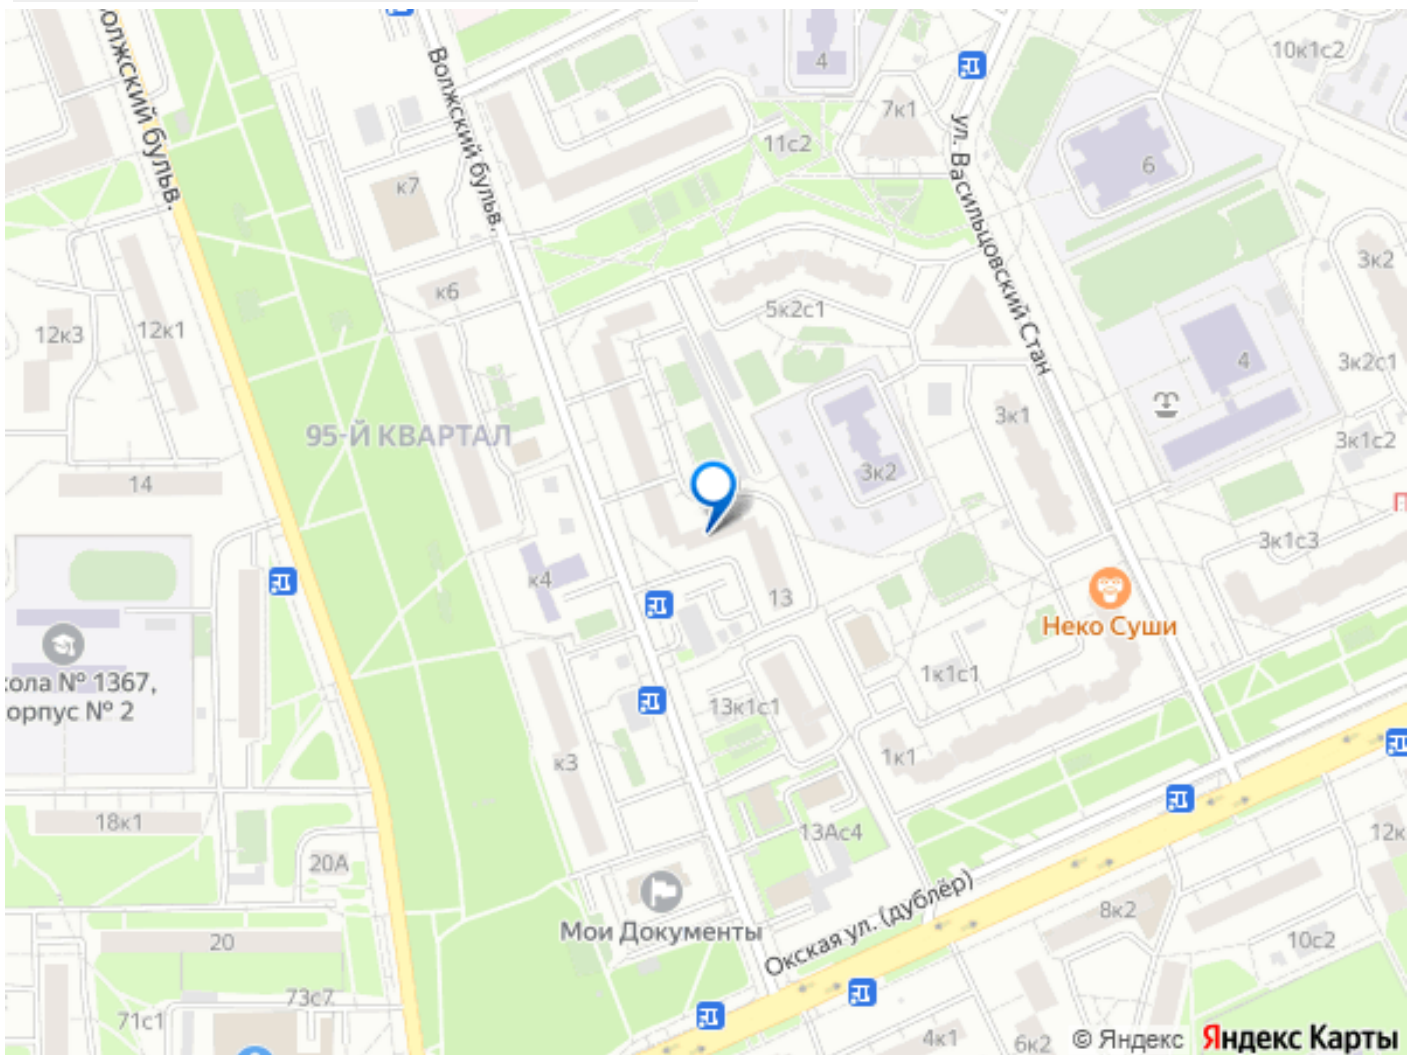 Волжский бульв.
4
10к1с2
олжский бульв.
7к1
ул. Васильцовский Стан
11с2
6
к7
3к2
к6
5к2с1
12к3
12к1
4
3к2с1
3к1
95-Й КВАРТАЛ
3к1с2
3к2
14
П
3к1с3
к4
13
Неко Суши
кола № 1367,
орпус № 2
1к1с1
13к1с1
1к1
к3
18к1
13Ас4
12к
20А
Мои Документы
Окская ул. (дублёр)
8к2
20
10с2
73с7
71с1
4к1
6к2
© Яндекс
Яндекс Карты